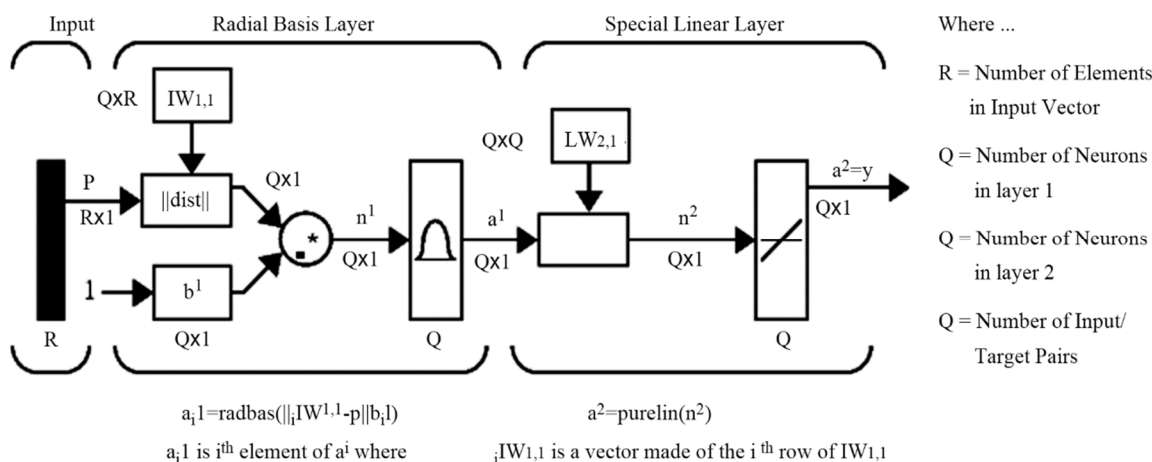 Input
Radial Basis Layer
Special Linear Layer
Where ...
R = Number of Elements
in Input Vector
Q = Number of Neurons
in layer 1
Q = Number of Neurons
in layer 2
Q = Number of Input/
Target Pairs
QxR
IW1,1
QxQ
LW2,1
P
Rx1
||dist||
Qx1
1
b¹
Qx1
.*
n¹
Qx1
a¹
Qx1
n²
Qx1
a²=y
Qx1
R
Q
Q
aᵢ1=radbas(||ᵢIW¹,¹-p||bᵢl)
a²=purelin(n²)
aᵢ1 is iᵗʰ element of aⁱ where
ᵢIW1,1 is a vector made of the i ᵗʰ row of IW1,1